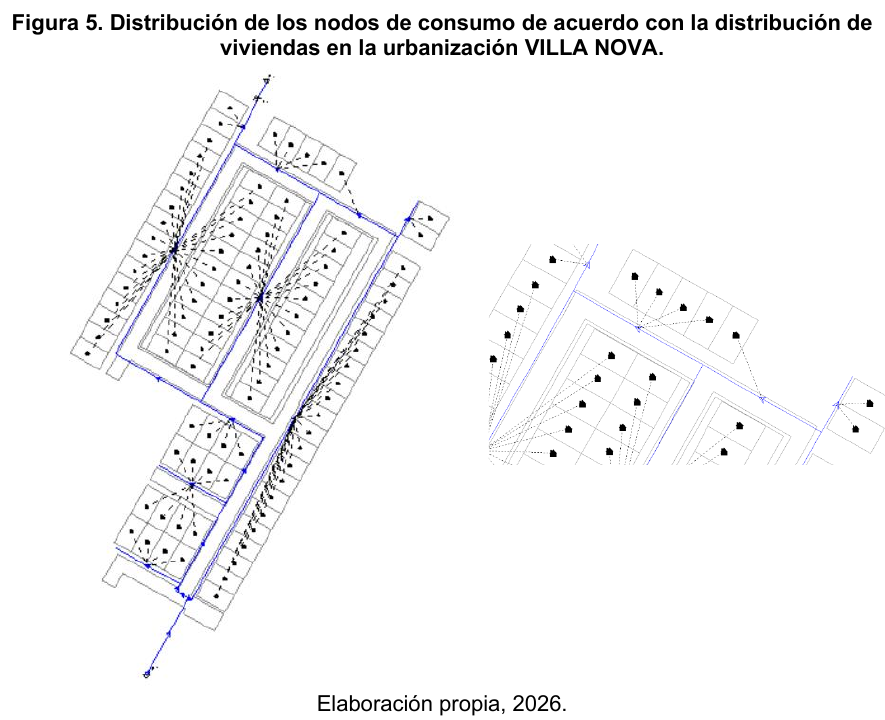 Figura 5. Distribución de los nodos de consumo de acuerdo con la distribución de
viviendas en la urbanización VILLA NOVA.
Elaboración propia, 2026.